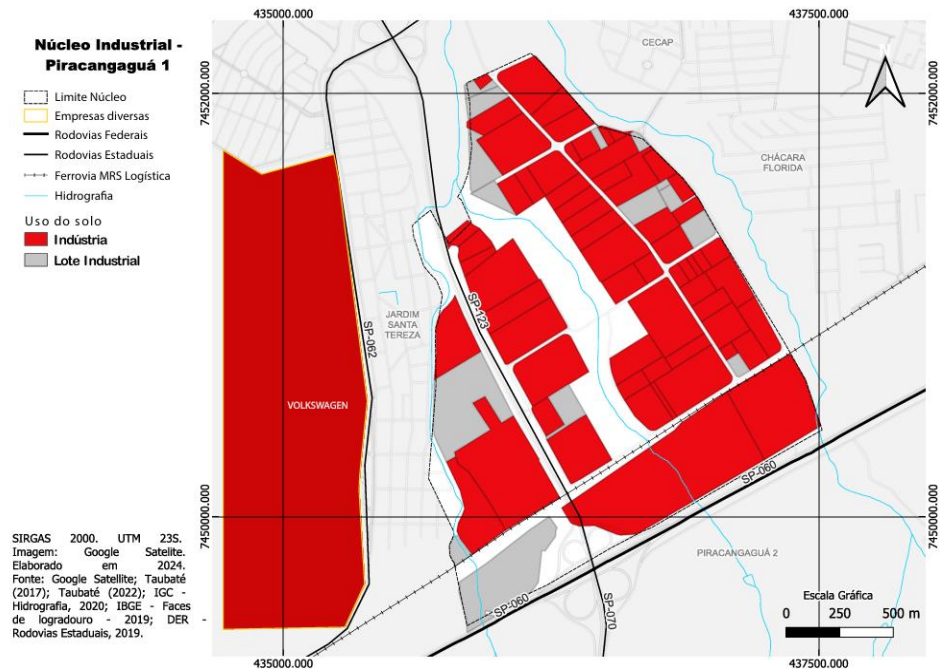 435000.000
437500.000
Núcleo Industrial -
Piracangaguá 1
Limite Núcleo
Empresas diversas
Rodovias Federais
Rodovias Estaduais
Ferrovia MRS Logística
Hidrografia
Uso do solo
Indústria
Lote Industrial
7452000.000
7452000.000
N
CECAP
CHÁCARA
FLORIDA
JARDIM
SANTA
TEREZA
SP-062
SP-123
VOLKSWAGEN
SP-060
7450000.000
7450000.000
PIRACANGAGUÁ 2
SP-060
SP-070
SIRGAS 2000. UTM 23S.
Imagem: Google Satelite.
Elaborado em 2024.
Fonte: Google Satellite; Taubaté
(2017); Taubaté (2022); IGC -
Hidrografia, 2020; IBGE - Faces
de logradouro - 2019; DER -
Rodovias Estaduais, 2019.
Escala Gráfica
0 250 500 m
435000.000
437500.000